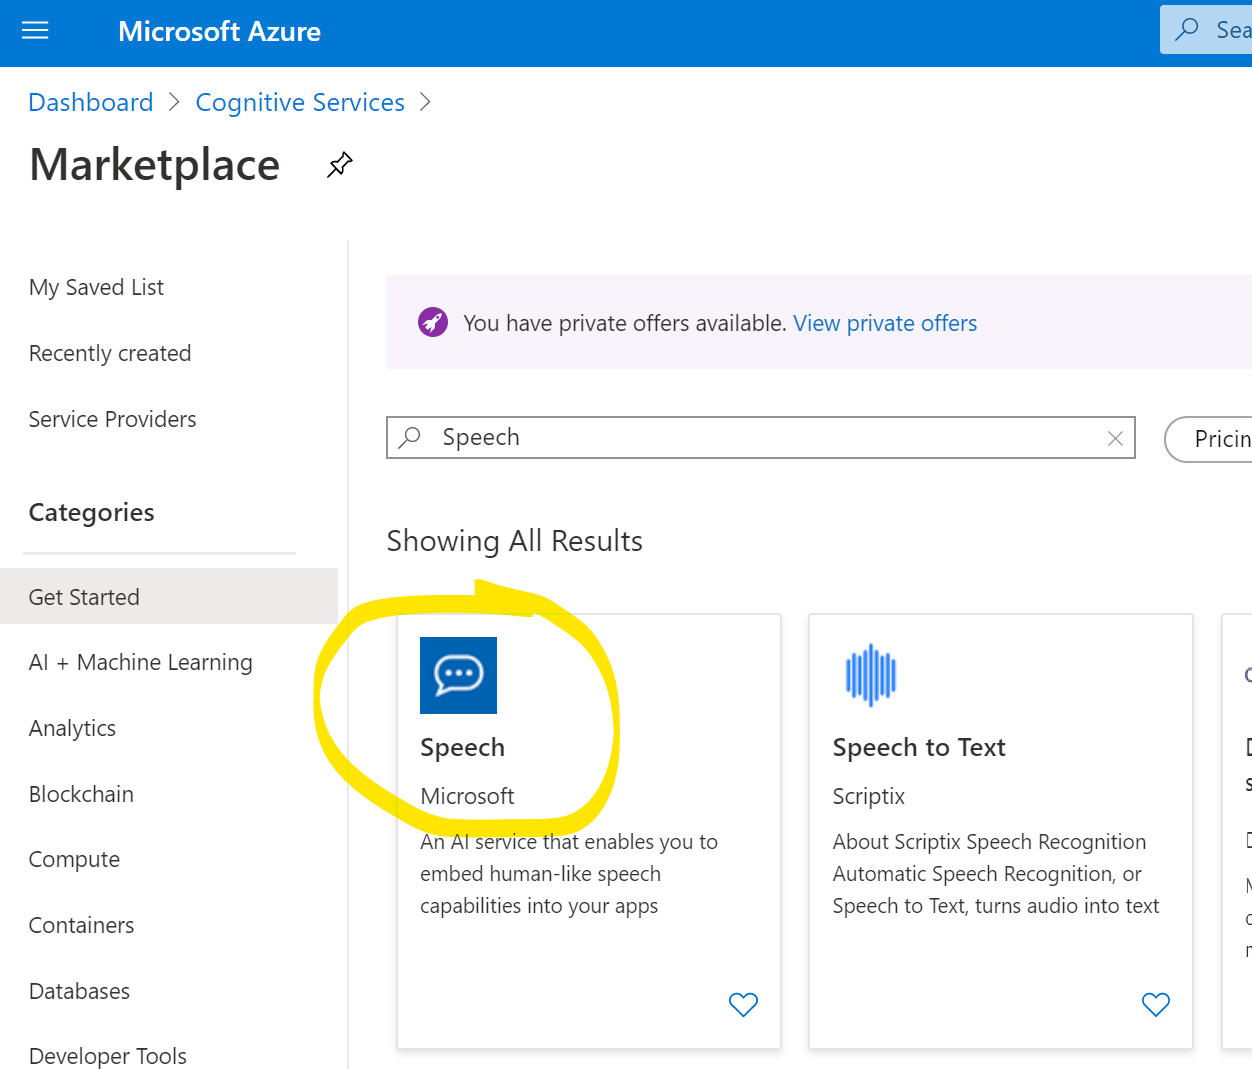 Microsoft Azure
Sea
Dashboard > Cognitive Services >
Marketplace
My Saved List
Recently created
Service Providers
Categories
Get Started
AI + Machine Learning
Analytics
Blockchain
Compute
Containers
Databases
Developer Tools
You have private offers available. View private offers
Speech
Pricin
Showing All Results
Speech
Microsoft
An AI service that enables you to
embed human-like speech
capabilities into your apps
Speech to Text
Scriptix
About Scriptix Speech Recognition
Automatic Speech Recognition, or
Speech to Text, turns audio into text